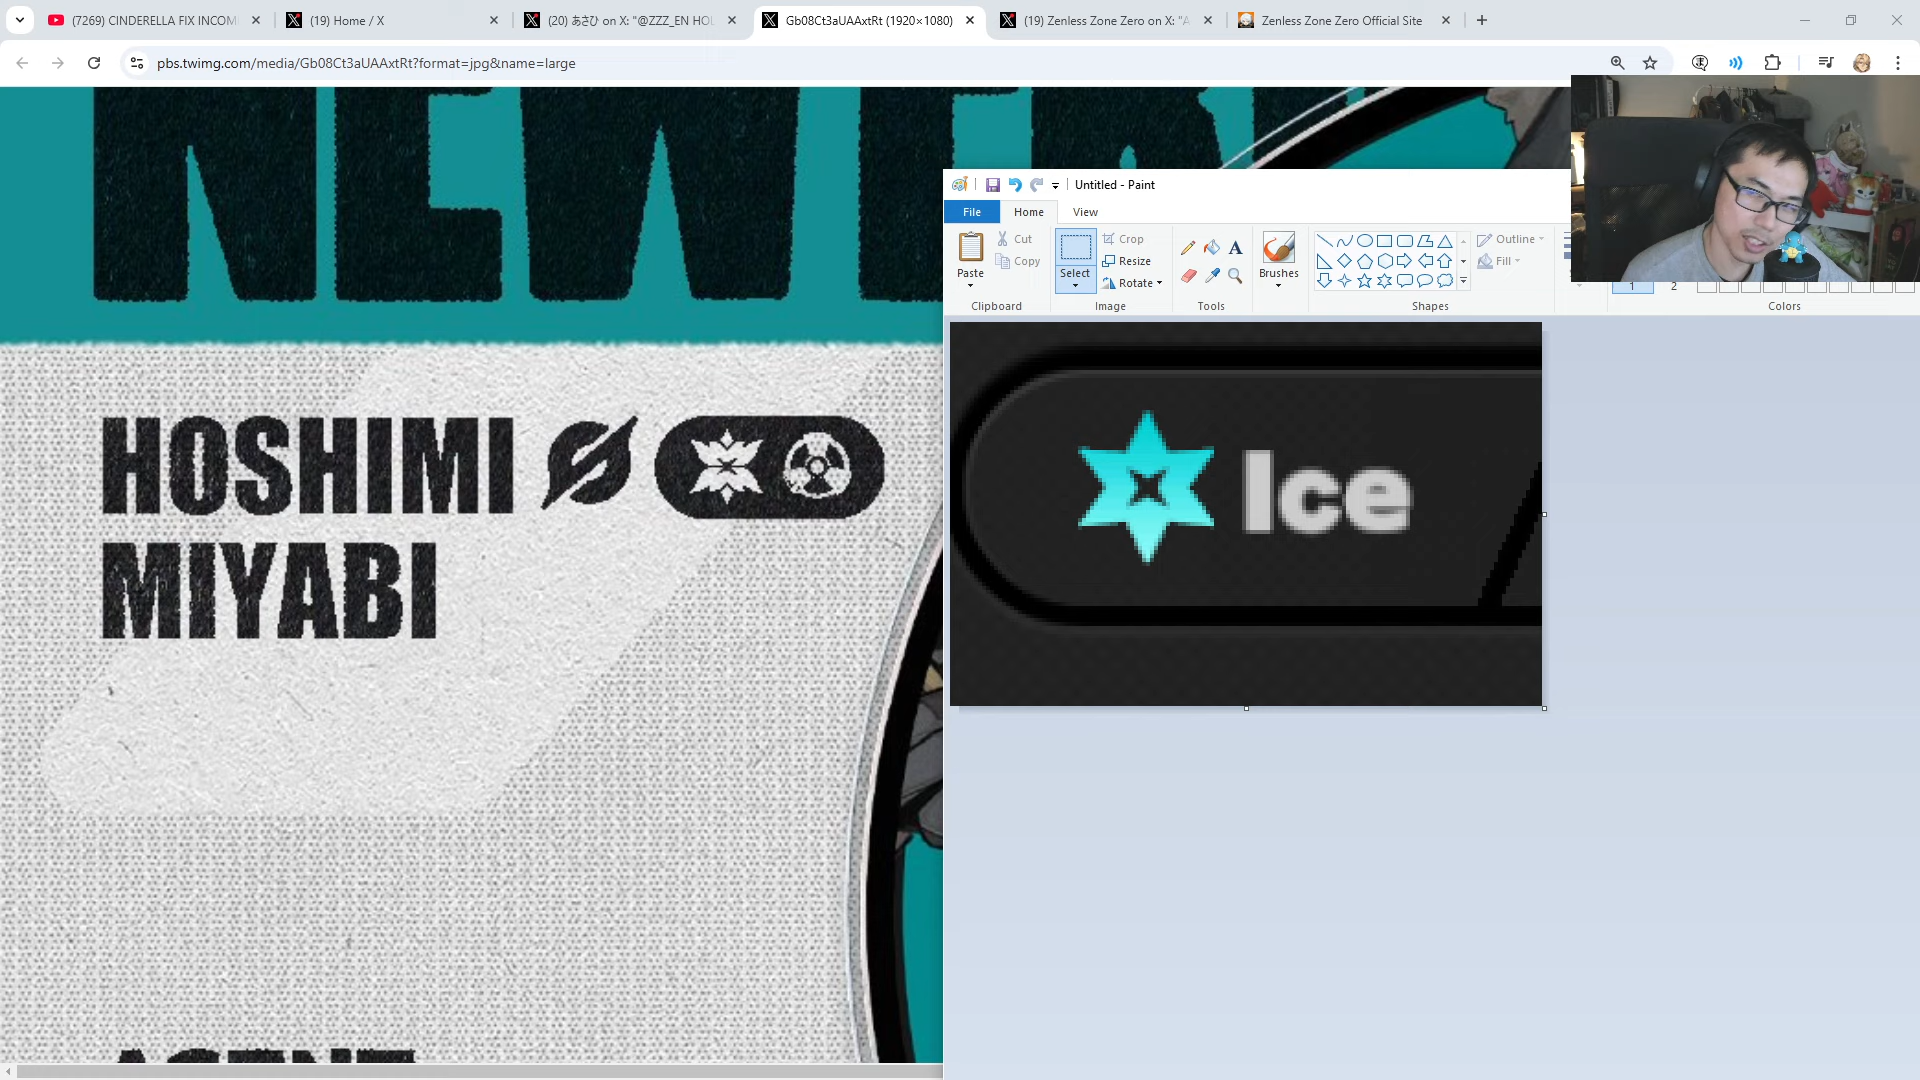 (7269) CINDERELLA FIX INCOM
(19) Home / X
(20) あさひ on X: "@ZZZ_EN HO
Gb08Ct3aUAAxtRt (1920×1080)
(19) Zenless Zone Zero on X: "A
Zenless Zone Zero Official Site
pbs.twimg.com/media/Gb08Ct3aUAAxtRt?format=jpg&name=large
Untitled - Paint
File
Home
View
Paste
Cut
Copy
Clipboard
Select
Crop
Resize
Rotate
Image
Tools
Brushes
Outline
Fill
Shapes
1
2
Colors
HOSHIMI
MIYABI
Ice